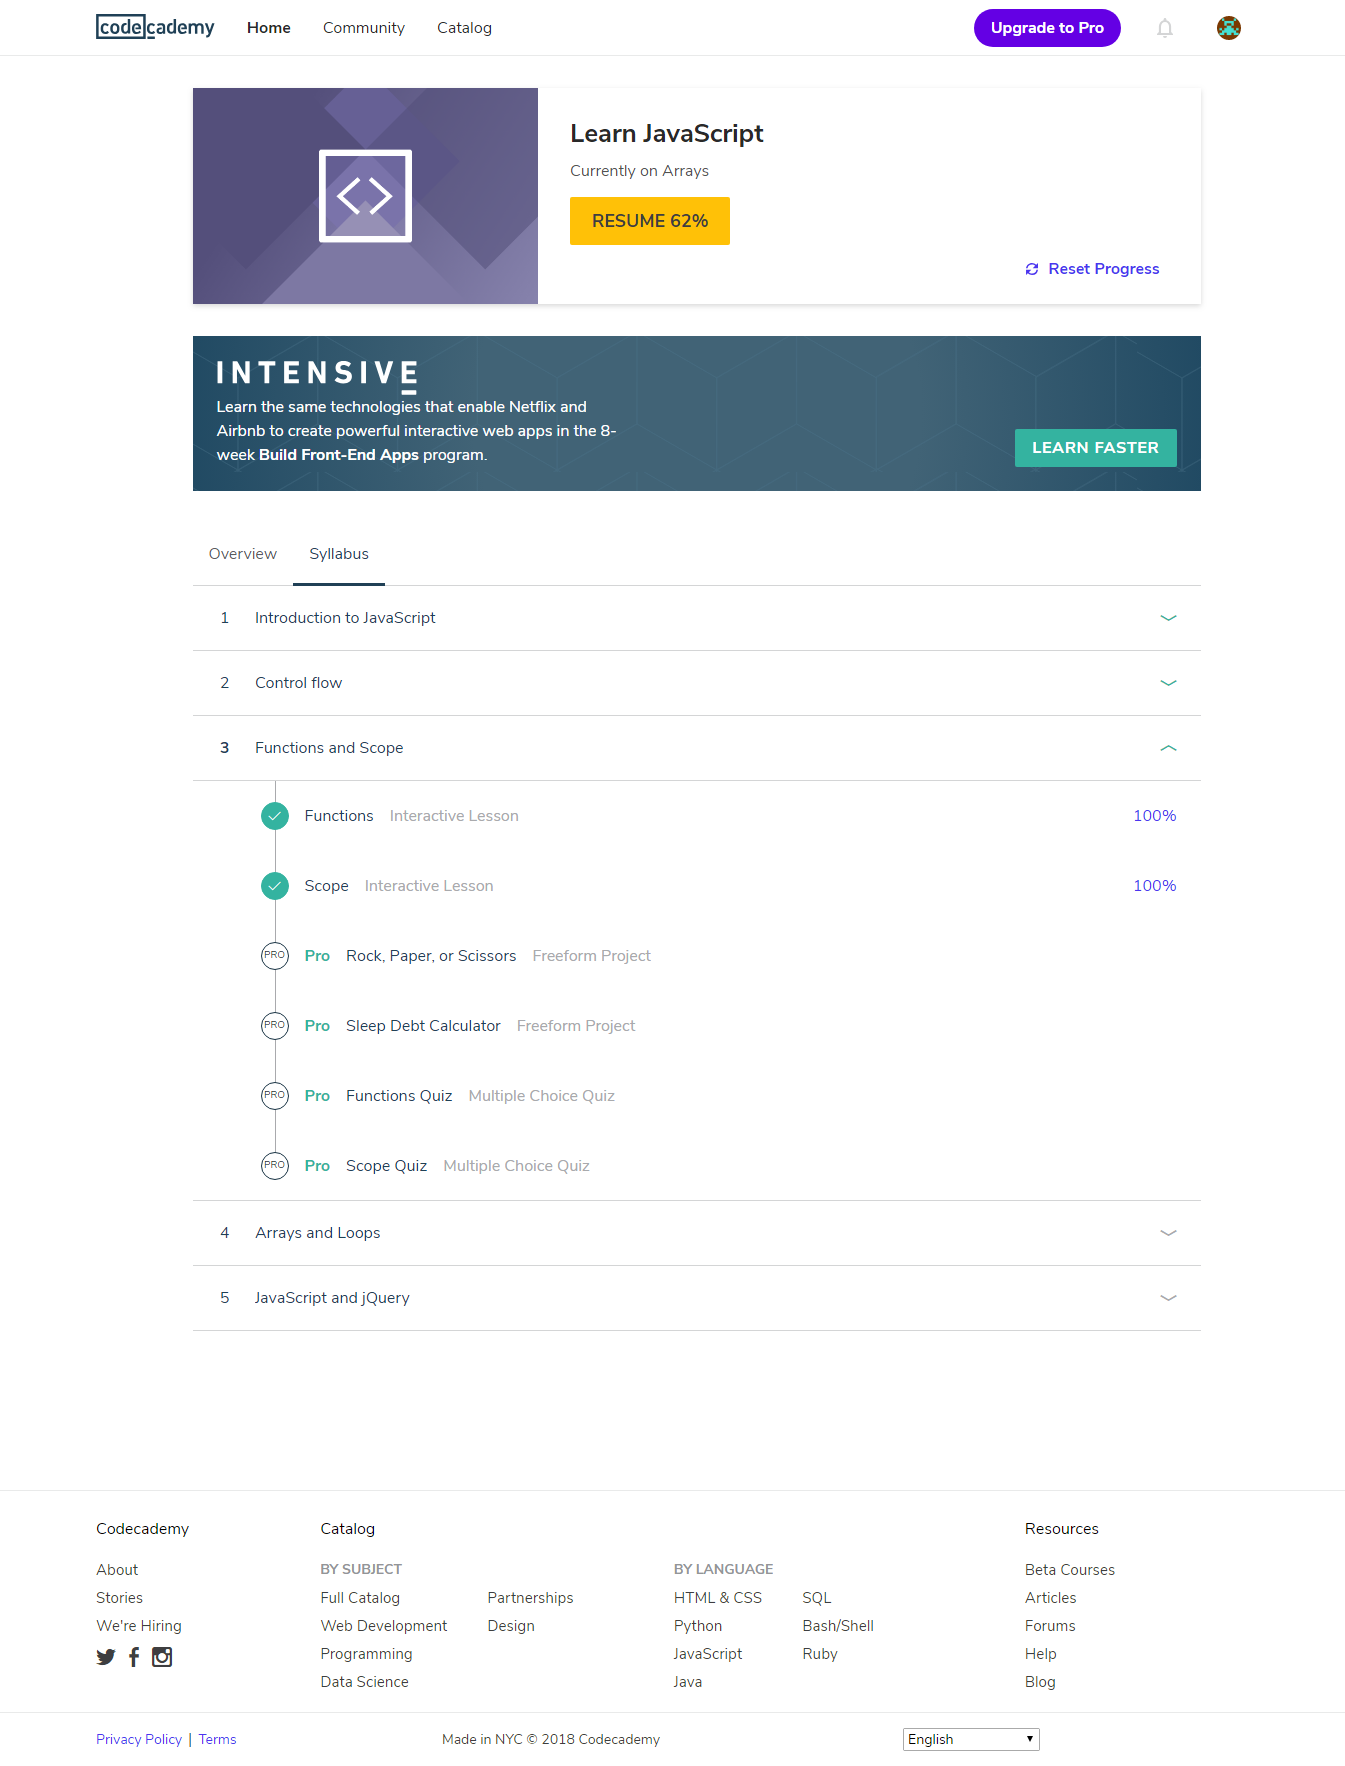 codecademy Home Community Catalog Upgrade to Pro
Learn JavaScript
Currently on Arrays
RESUME 62%
Reset Progress
INTENSIVE
Learn the same technologies that enable Netflix and
Airbnb to create powerful interactive web apps in the 8-
week Build Front-End Apps program.
LEARN FASTER
Overview Syllabus
1 Introduction to JavaScript
2 Control flow
3 Functions and Scope
Functions Interactive Lesson 100%
Scope Interactive Lesson 100%
PRO Pro Rock, Paper, or Scissors Freeform Project
PRO Pro Sleep Debt Calculator Freeform Project
PRO Pro Functions Quiz Multiple Choice Quiz
PRO Pro Scope Quiz Multiple Choice Quiz
4 Arrays and Loops
5 JavaScript and jQuery
Codecademy Catalog Resources
About BY SUBJECT BY LANGUAGE Beta Courses
Stories Full Catalog Partnerships HTML & CSS SQL Articles
We're Hiring Web Development Design Python Bash/Shell Forums
Programming JavaScript Ruby Help
Data Science Java Blog
Privacy Policy | Terms Made in NYC © 2018 Codecademy English